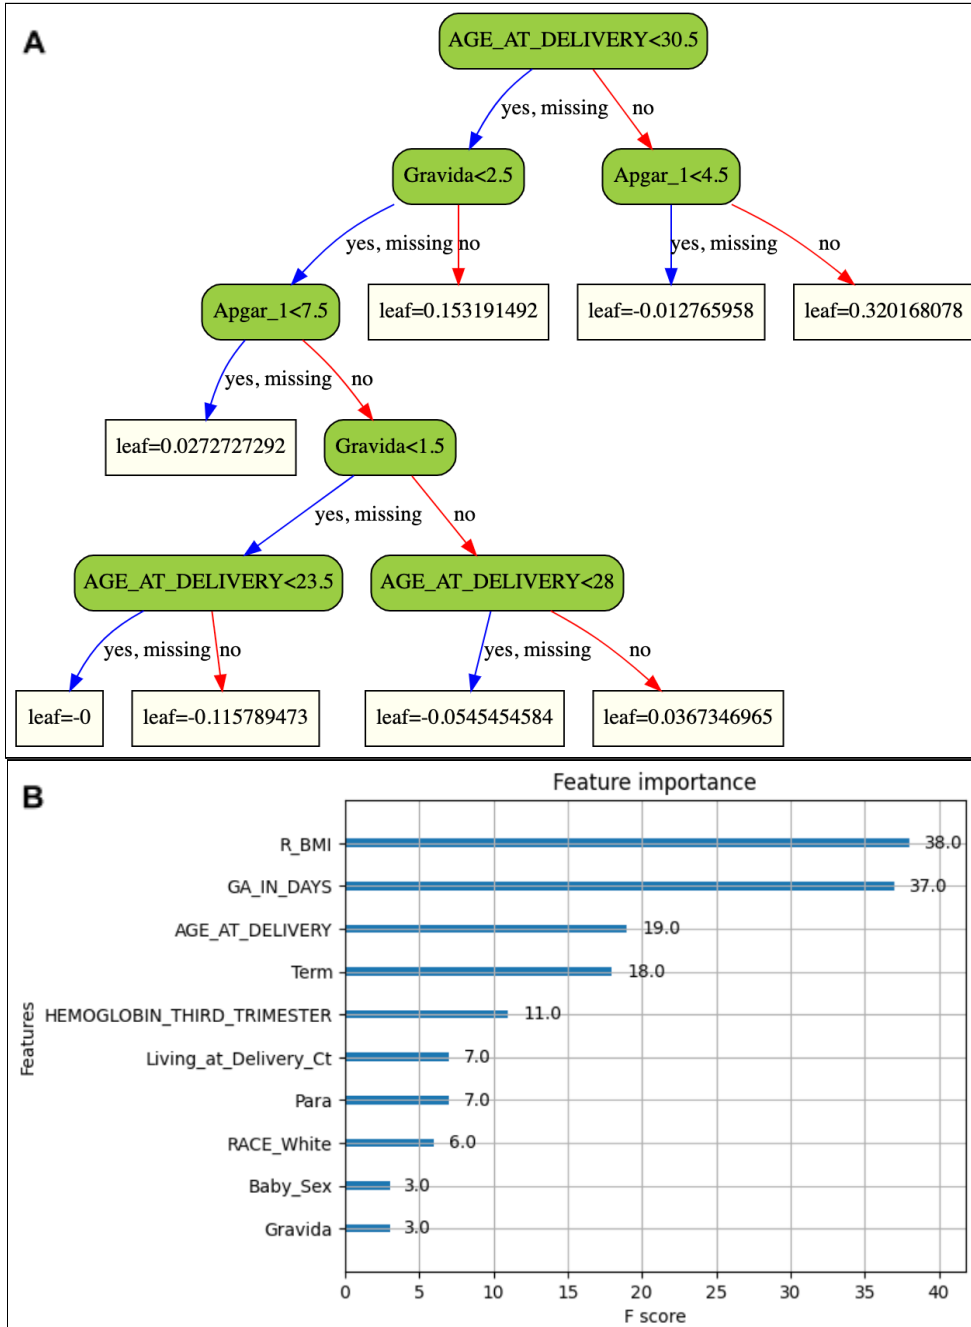 A
AGE_AT_DELIVERY<30.5
yes, missing
no
Gravida<2.5
Apgar_1<4.5
yes, missing
no
yes, missing
no
Apgar_1<7.5
leaf=0.153191492
leaf=-0.012765958
leaf=0.320168078
yes, missing
no
leaf=0.0272727292
Gravida<1.5
yes, missing
no
AGE_AT_DELIVERY<23.5
AGE_AT_DELIVERY<28
yes, missing
no
yes, missing
no
leaf=-0
leaf=-0.115789473
leaf=-0.0545454584
leaf=0.0367346965
B
Feature importance
R_BMI
38.0
GA_IN_DAYS
37.0
AGE_AT_DELIVERY
19.0
Term
18.0
HEMOGLOBIN_THIRD_TRIMESTER
11.0
Living_at_Delivery_Ct
7.0
Para
7.0
RACE_White
6.0
Baby_Sex
3.0
Gravida
3.0
Features
0 5 10 15 20 25 30 35 40
F score